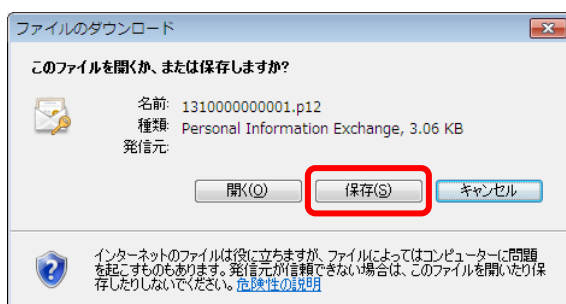 ファイルのダウンロード
このファイルを開くか、または保存しますか?
名前: 1310000000001.p12
種類: Personal Information Exchange, 3.06 KB
発信元:
開く(O) 保存(S) キャンセル
インターネットのファイルは役に立ちますが、ファイルによってはコンピューターに問題
を起こすものもあります。発信元が信頼できない場合は、このファイルを開いたり保
存したりしないでください。危険性の説明